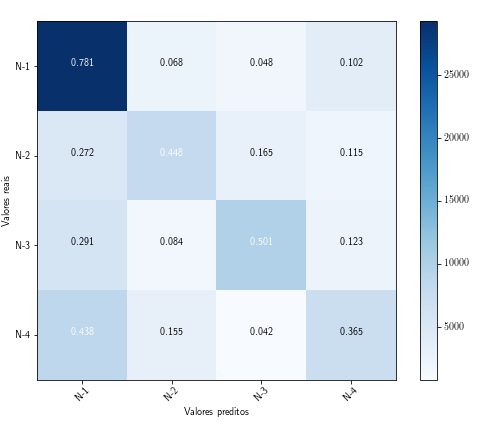 N-1 0.781 0.068 0.048 0.102
N-2 0.272 0.448 0.165 0.115
N-3 0.291 0.084 0.501 0.123
N-4 0.438 0.155 0.042 0.365
N-1 N-2 N-3 N-4
Valores preditos
Valores reais
25000
20000
15000
10000
5000